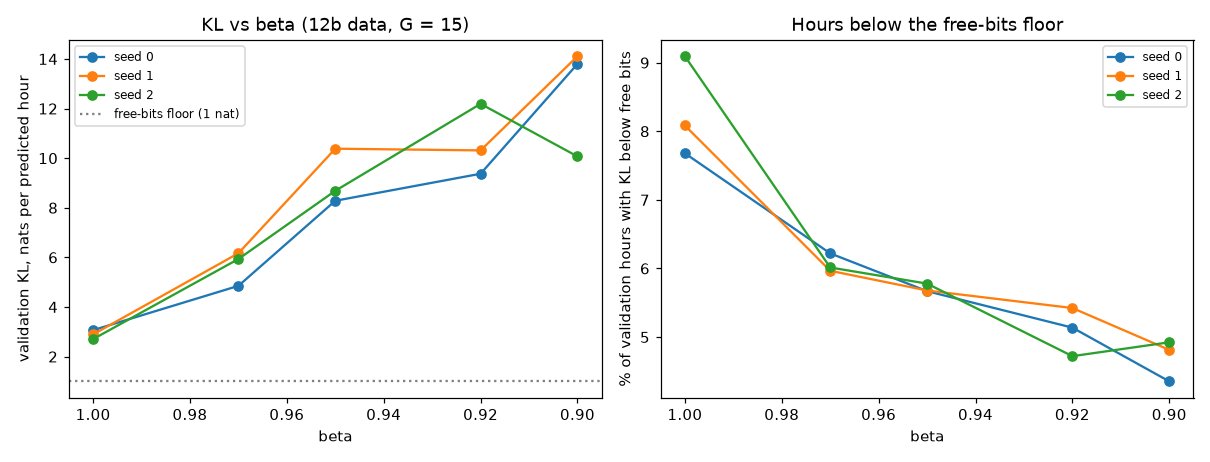 KL vs beta (12b data, G = 15)
validation KL, nats per predicted hour
14
12
10
8
6
4
2
seed 0
seed 1
seed 2
free-bits floor (1 nat)
1.00
0.98
0.96
0.94
0.92
0.90
beta
Hours below the free-bits floor
% of validation hours with KL below free bits
9
8
7
6
5
seed 0
seed 1
seed 2
1.00
0.98
0.96
0.94
0.92
0.90
beta